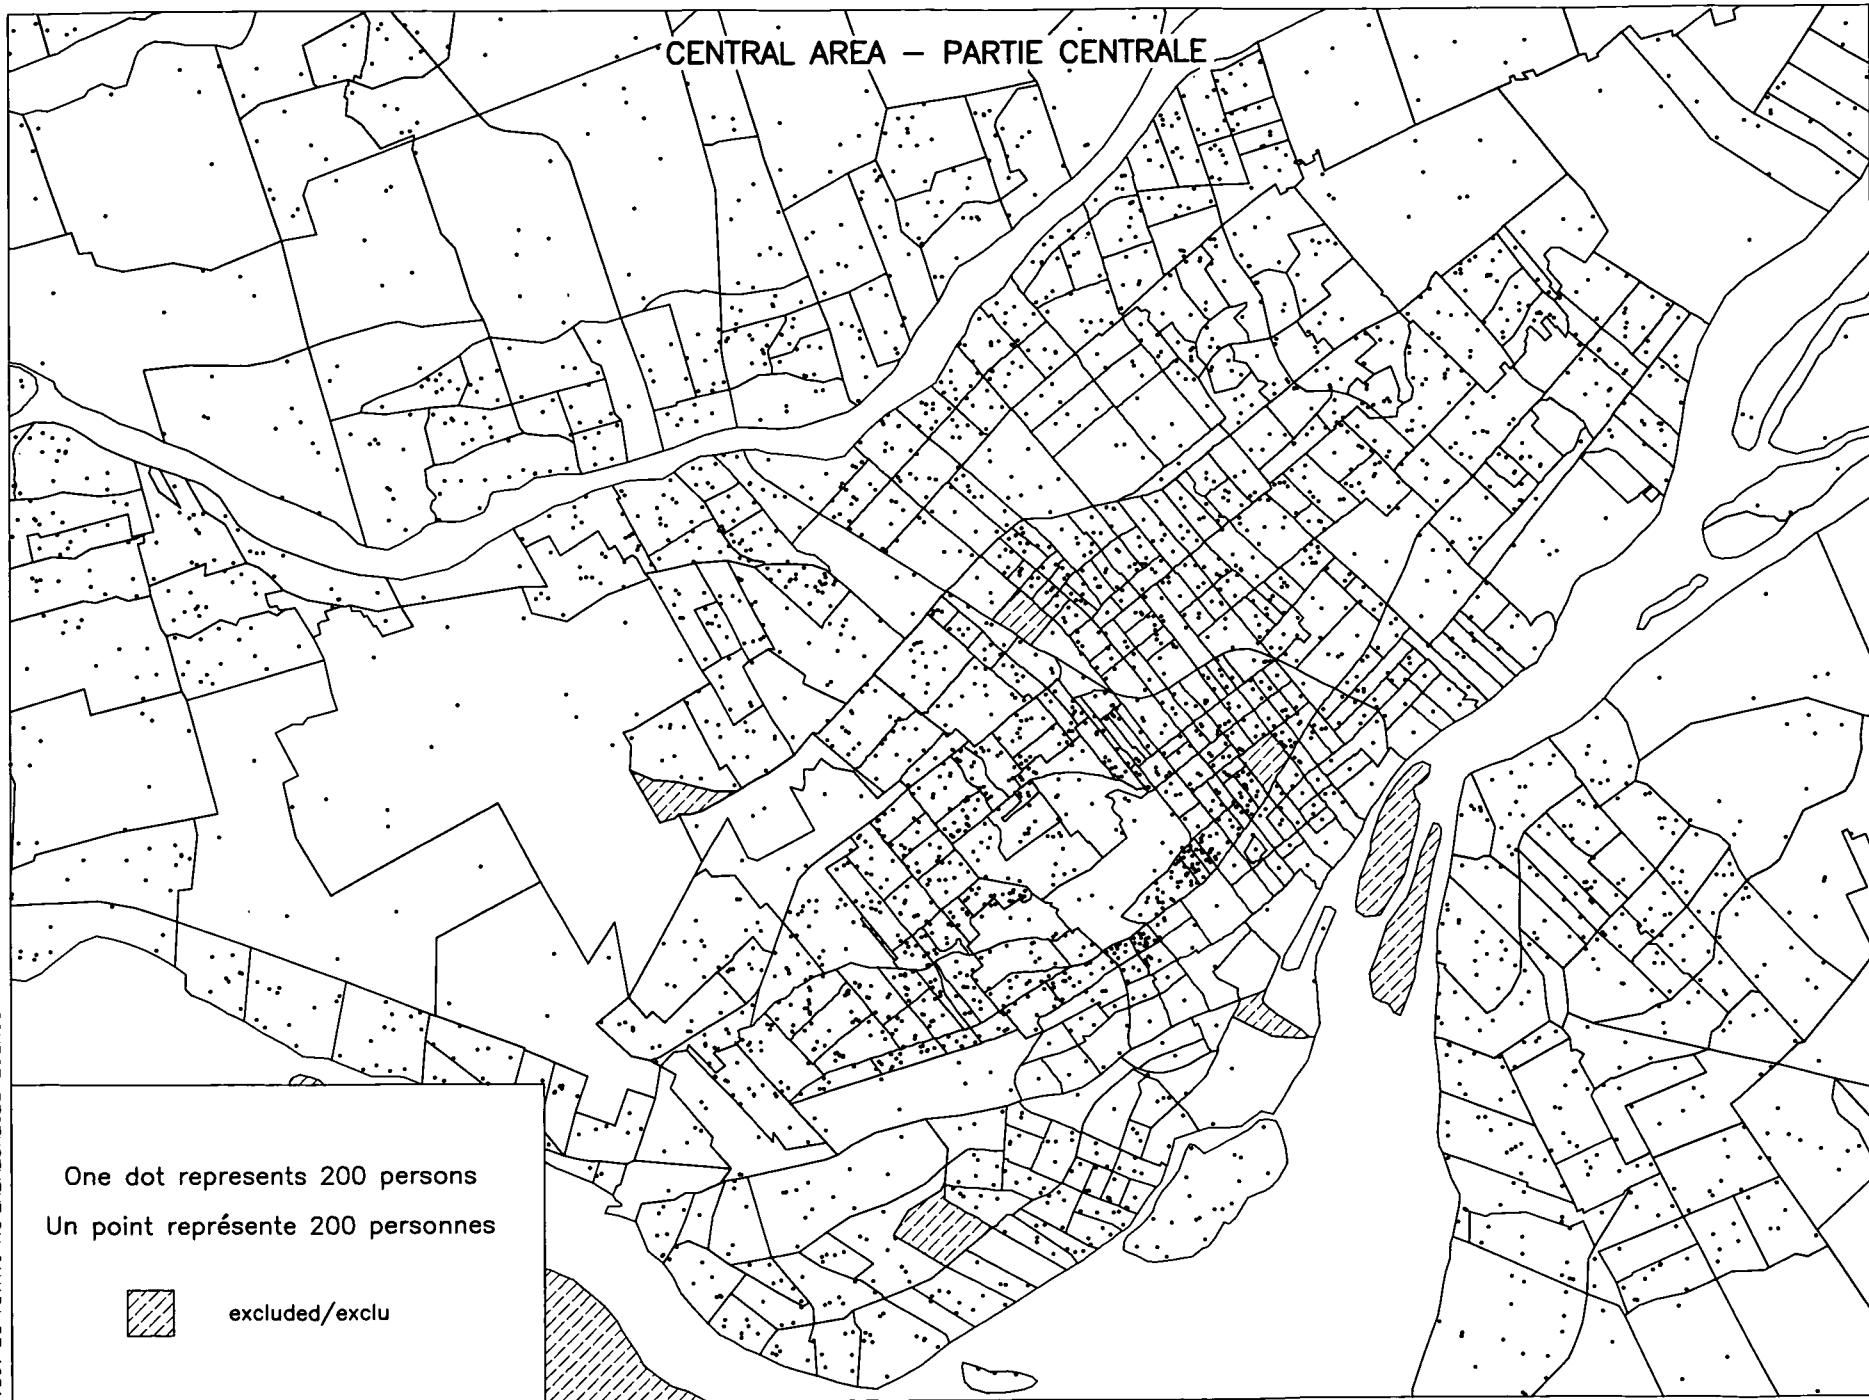 CENTRAL AREA – PARTIE CENTRALE
One dot represents 200 persons
Un point représente 200 personnes
excluded/exclu